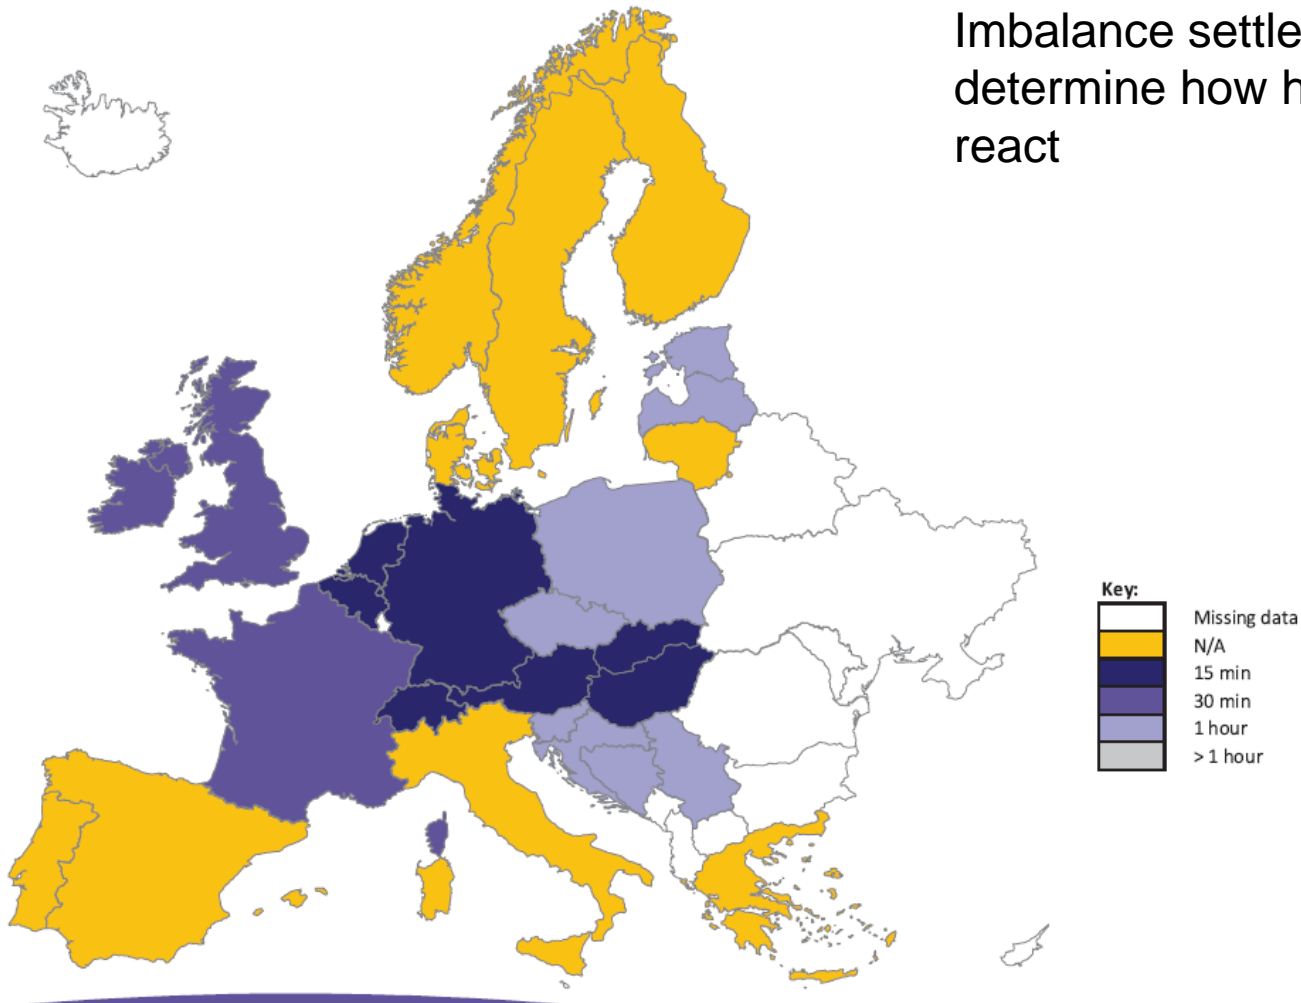 Imbalance settle
determine how h
react
Key:
Missing data
N/A
15 min
30 min
1 hour
> 1 hour